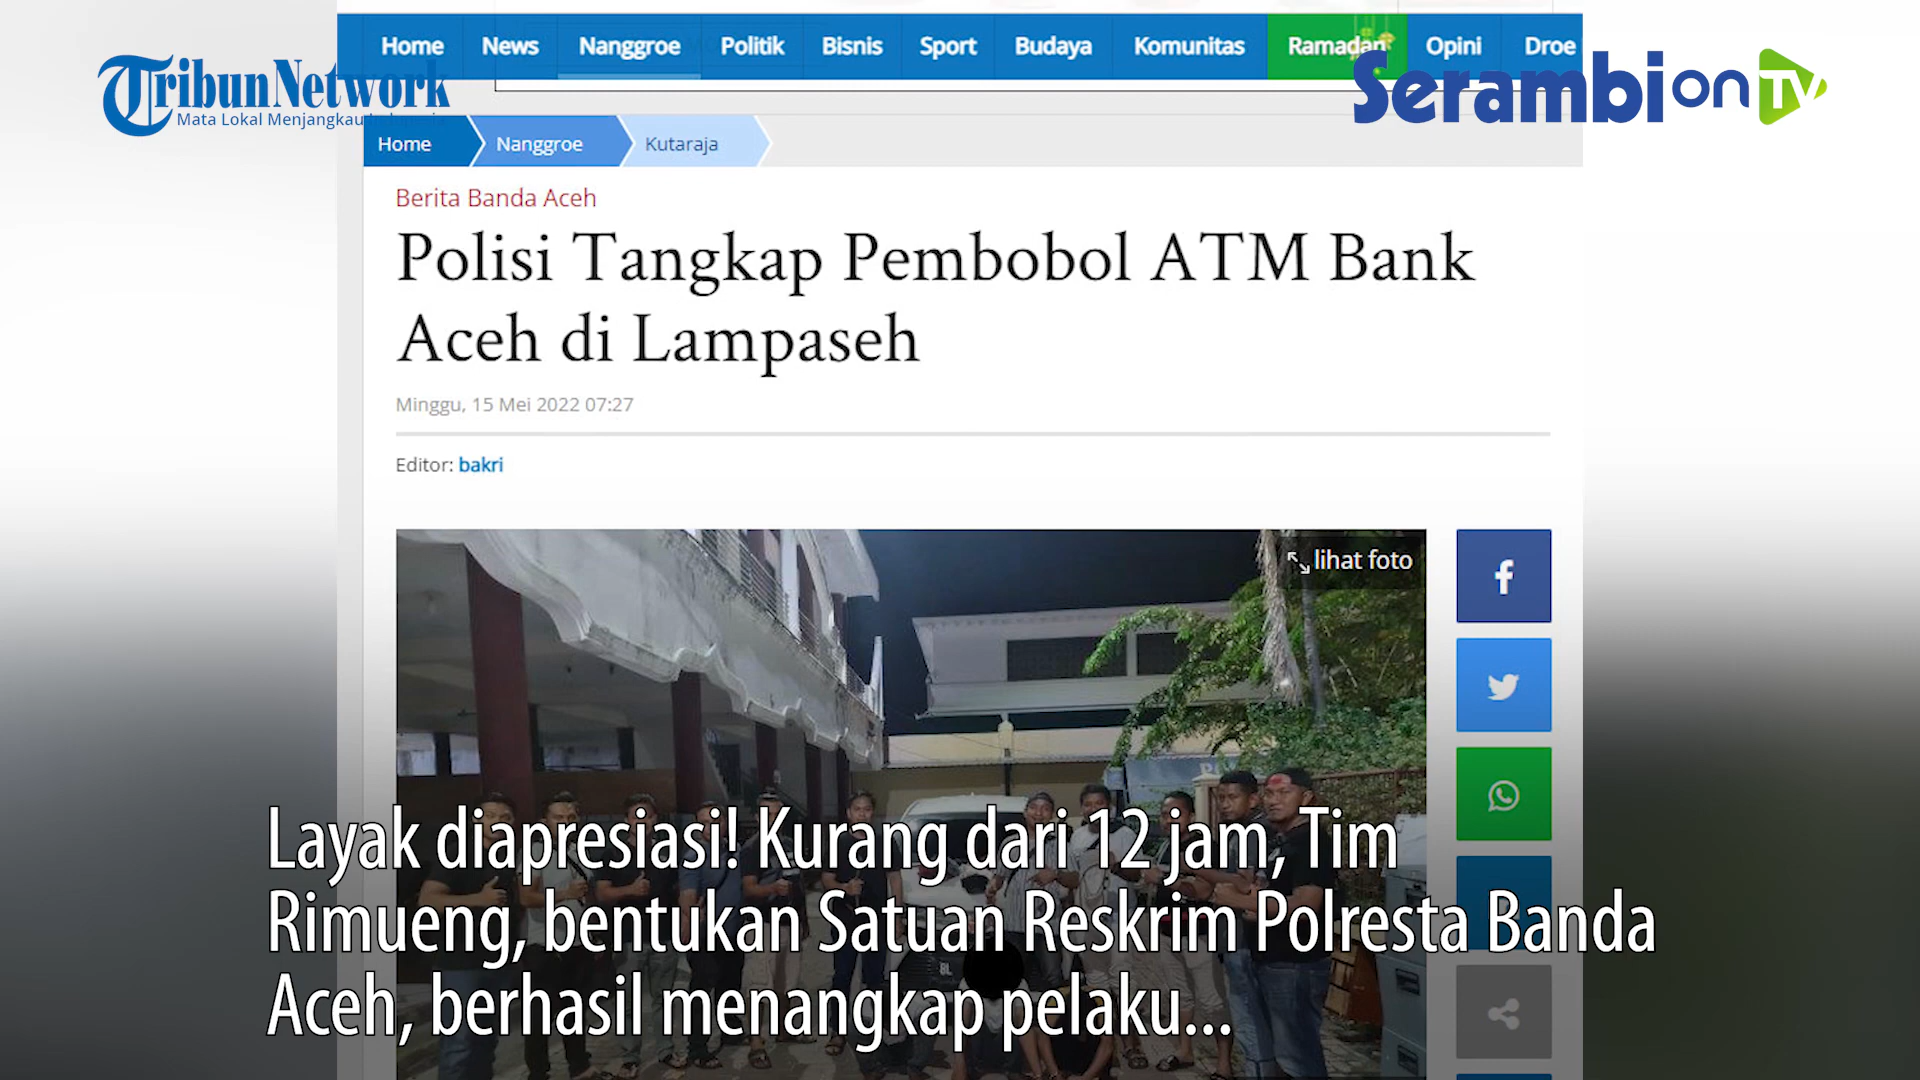 Home News Nanggroe Politik Bisnis Sport Budaya Komunitas Ramadan Opini Droe
TribunNetwork
Mata Lokal Menjangkau
Serambi on TV
Home Nanggroe Kutaraja
Berita Banda Aceh
Polisi Tangkap Pembobol ATM Bank
Aceh di Lampaseh
Minggu, 15 Mei 2022 07:27
Editor: bakri
lihat foto
Layak diapresiasi! Kurang dari 12 jam, Tim
Rimueng, bentukan Satuan Reskrim Polresta Banda
Aceh, berhasil menangkap pelaku...
BL